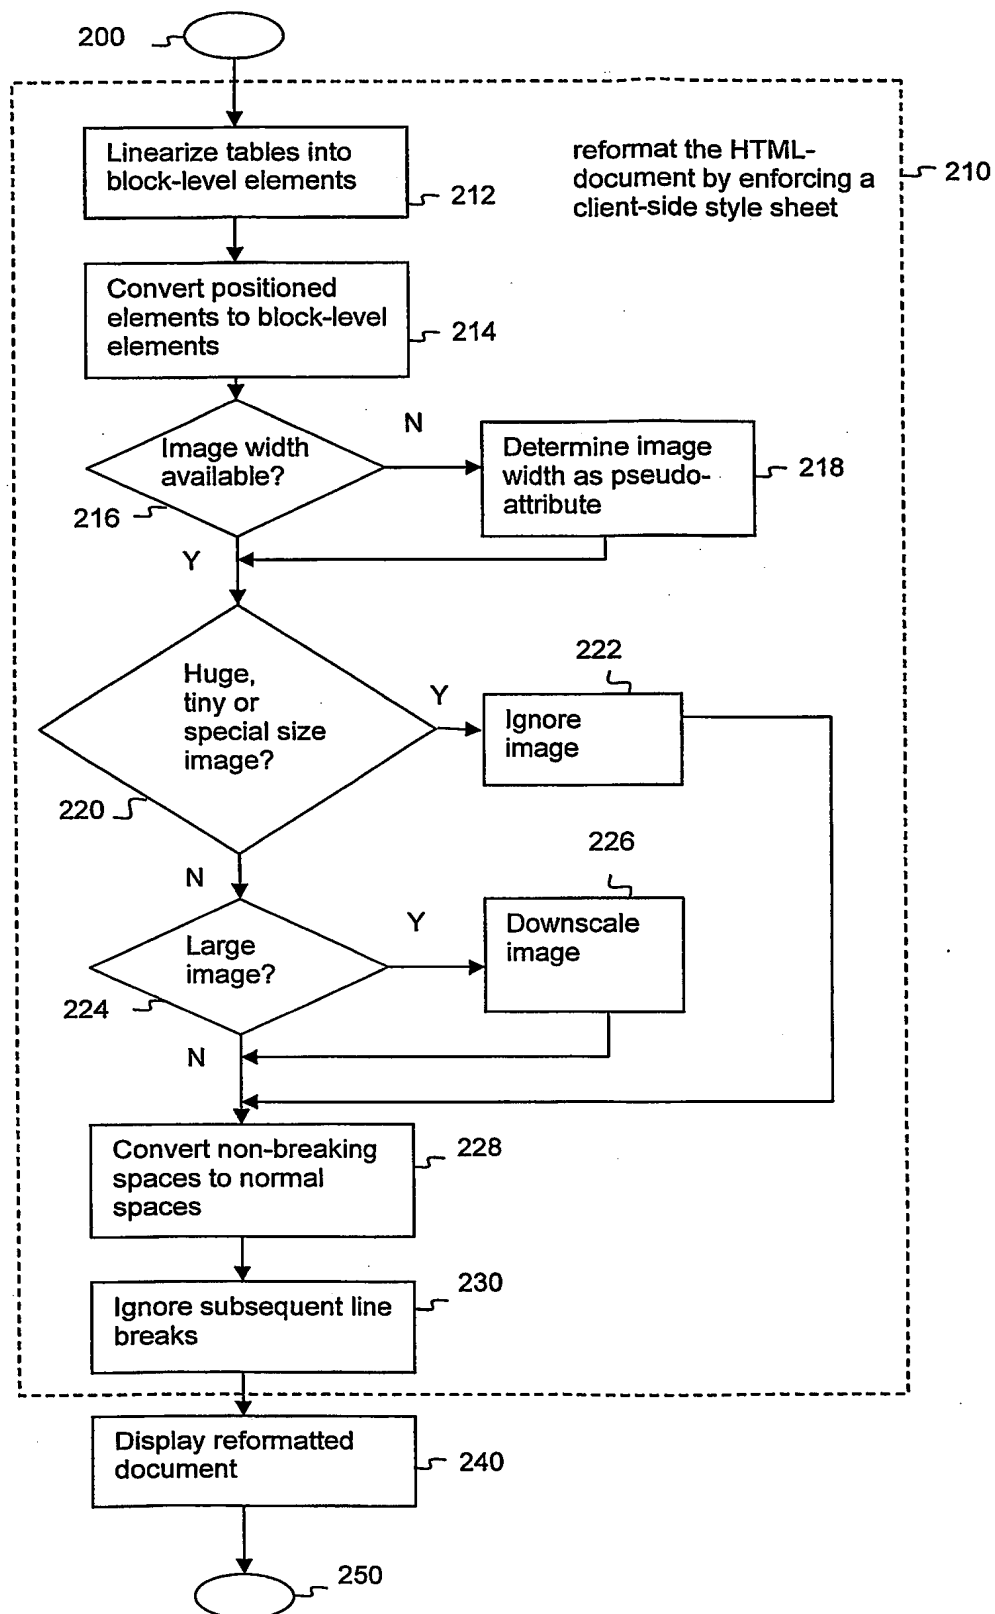 200
Linearize tables into
block-level elements
212
reformat the HTML-
document by enforcing a
client-side style sheet
210
Convert positioned
elements to block-level
elements
214
Image width
available?
216
N
Y
Determine image
width as pseudo-
attribute
218
Huge,
tiny or
special size
image?
220
Y
N
222
Ignore
image
226
Large
image?
224
Y
N
Downscale
image
Convert non-breaking
spaces to normal
spaces
228
Ignore subsequent line
breaks
230
Display reformatted
document
240
250